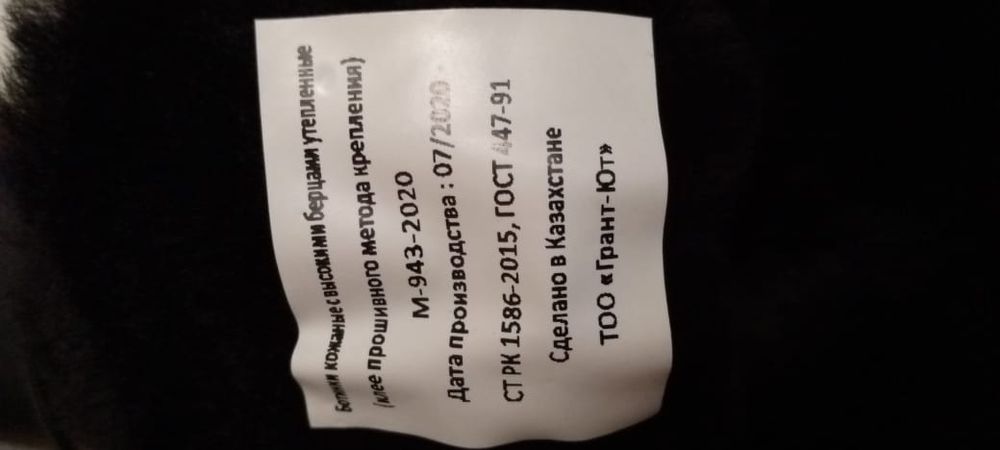 Ботинки кожаные с высокими берцами утепленные
(клее прошивного метода крепления)
М-943-2020
Дата производства : 07/2020
СТ РК 1586-2015, ГОСТ 447-91
Сделано в Казахстане
ТОО «Грант-Ют»